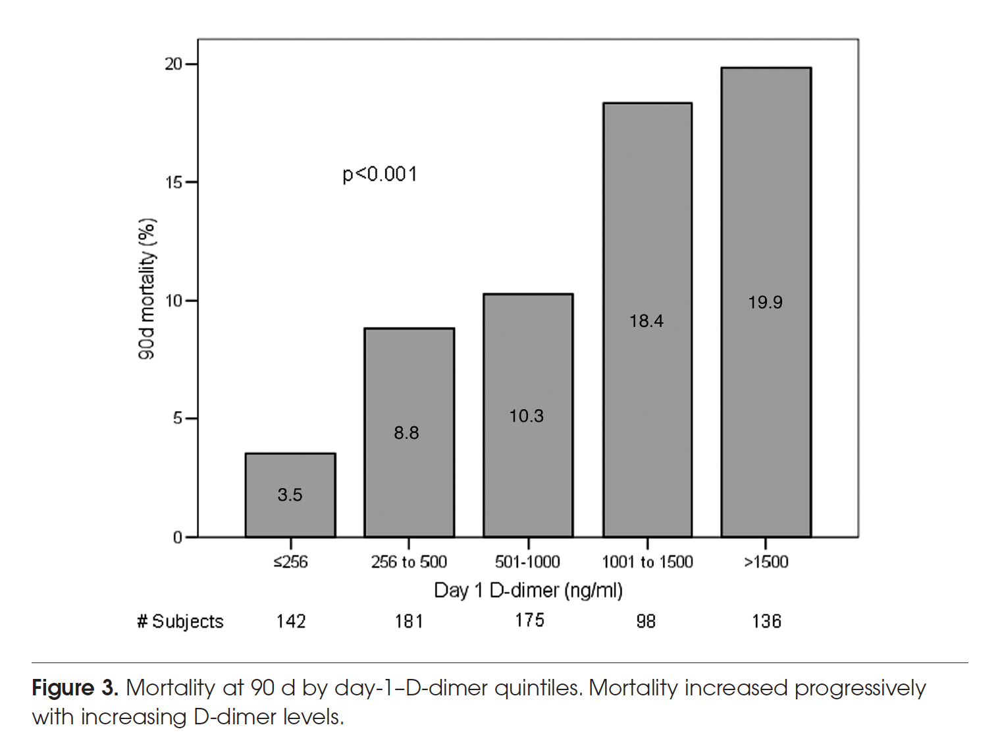 20
15
10
5
0
90d mortality (%)
p<0.001
3.5
8.8
10.3
18.4
19.9
≤256 256 to 500 501-1000 1001 to 1500 >1500
Day 1 D-dimer (ng/ml)
# Subjects 142 181 175 98 136
Figure 3. Mortality at 90 d by day-1–D-dimer quintiles. Mortality increased progressively
with increasing D-dimer levels.